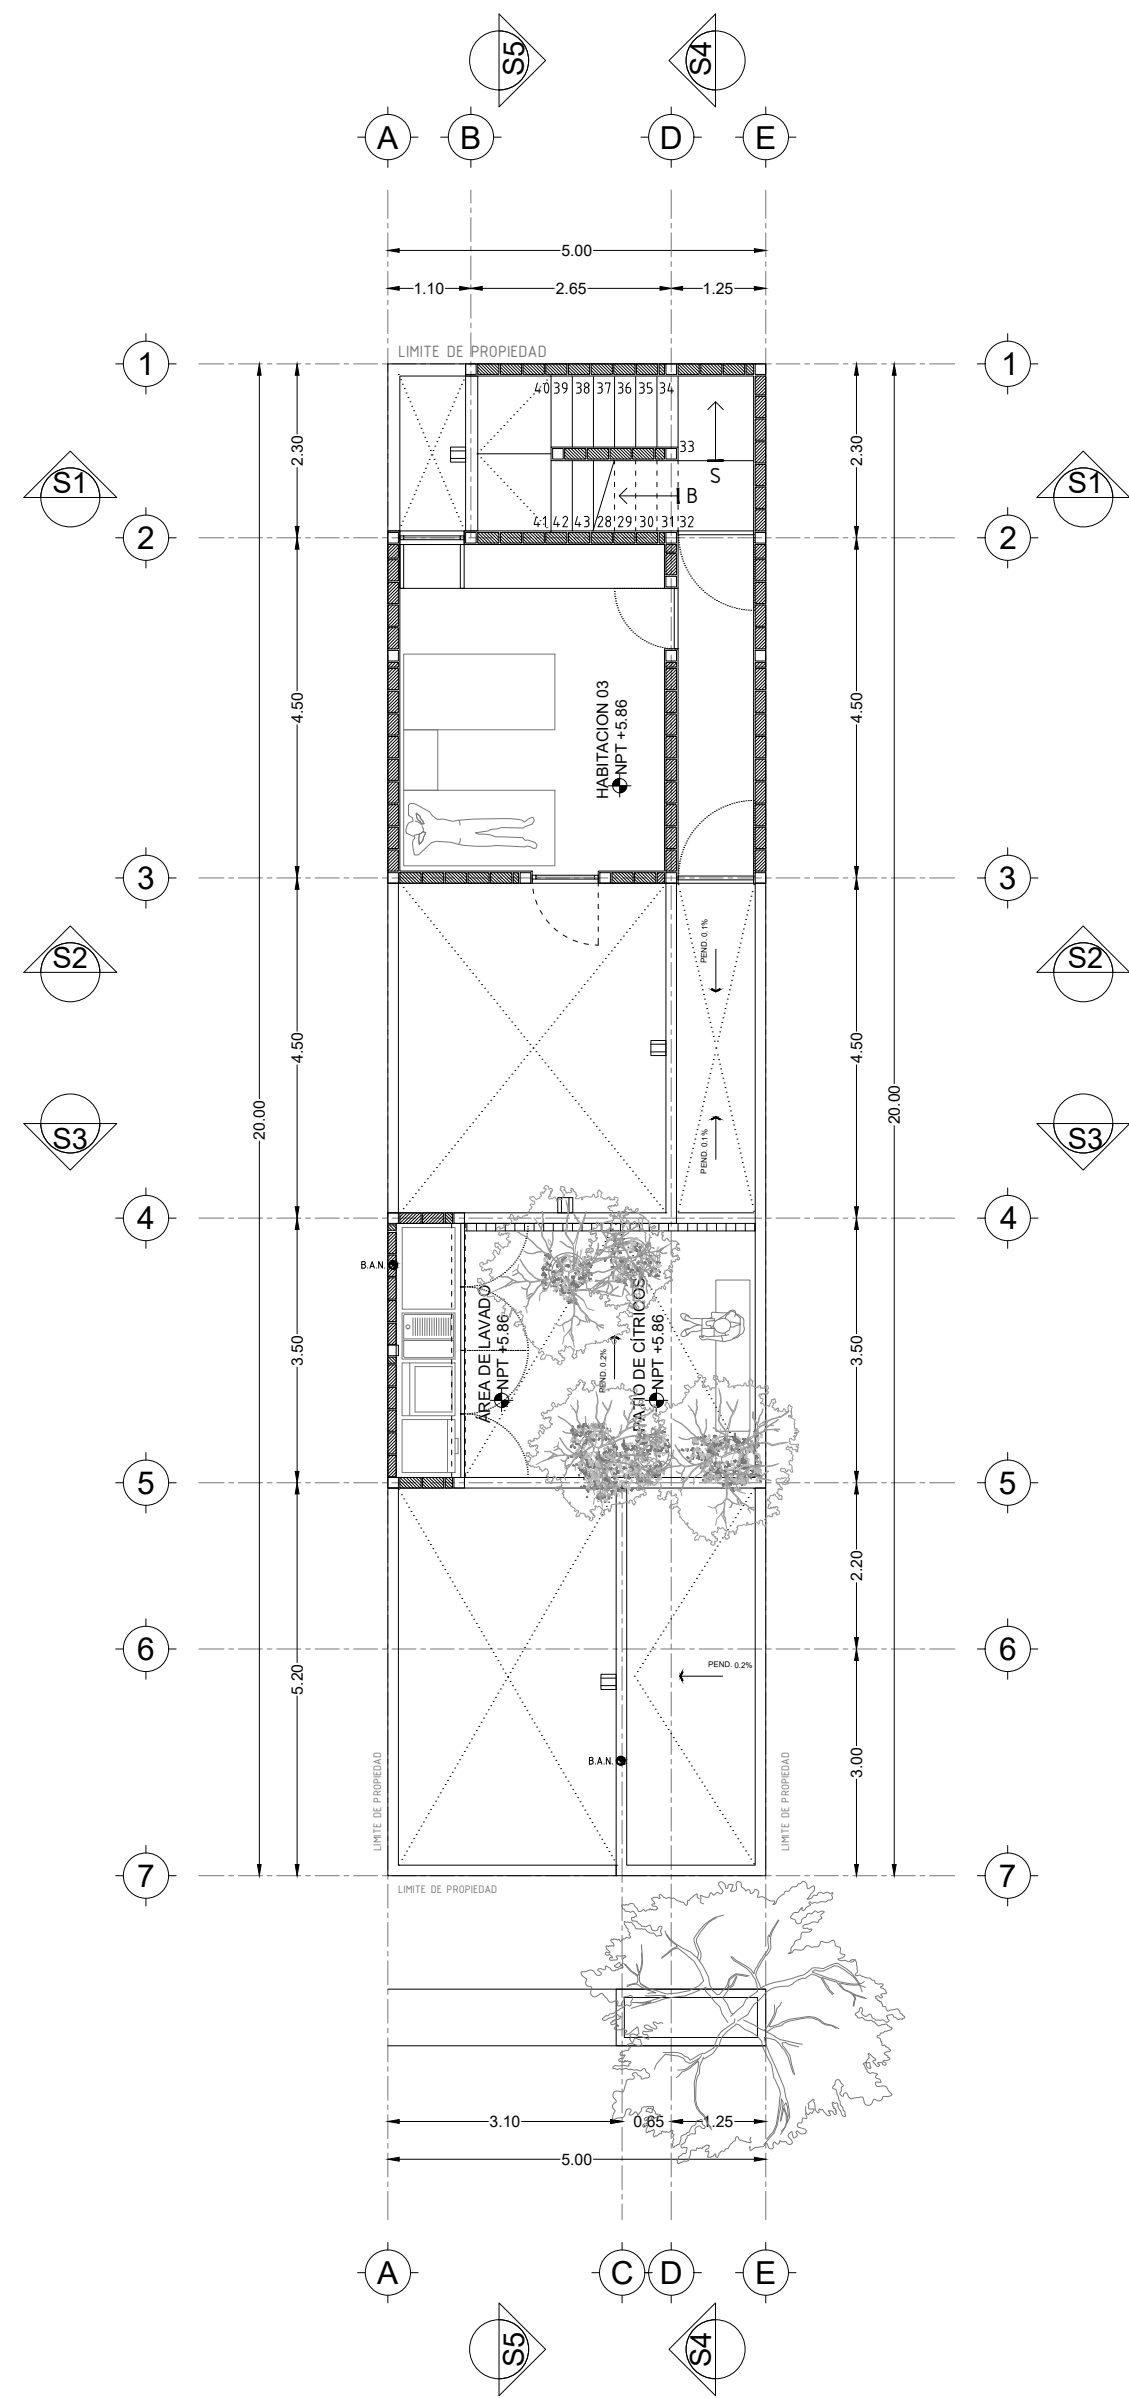 S5
S4
A
B
D
E
5.00
1.10
2.65
1.25
LIMITE DE PROPIEDAD
1
1
40 39 38 37 36 35 34
2.30
2.30
33
S
S1
S1
B
41 42 43 28 29 30 31 32
2
2
HABITACION 03
NPT +5.86
4.50
4.50
3
3
PEND. 0.1%
S2
S2
4.50
4.50
20.00
20.00
S3
S3
PEND. 0.1%
4
4
B.A.N.
ÁREA DE LAVADO
NPT +5.86
PATIO DE CÍTRICOS
NPT +5.86
PEND. 0.2%
3.50
3.50
5
5
2.20
6
6
PEND. 0.2%
5.20
B.A.N.
3.00
LIMITE DE PROPIEDAD
LIMITE DE PROPIEDAD
7
7
LIMITE DE PROPIEDAD
3.10
0.65
1.25
5.00
A
C
D
E
S5
S4